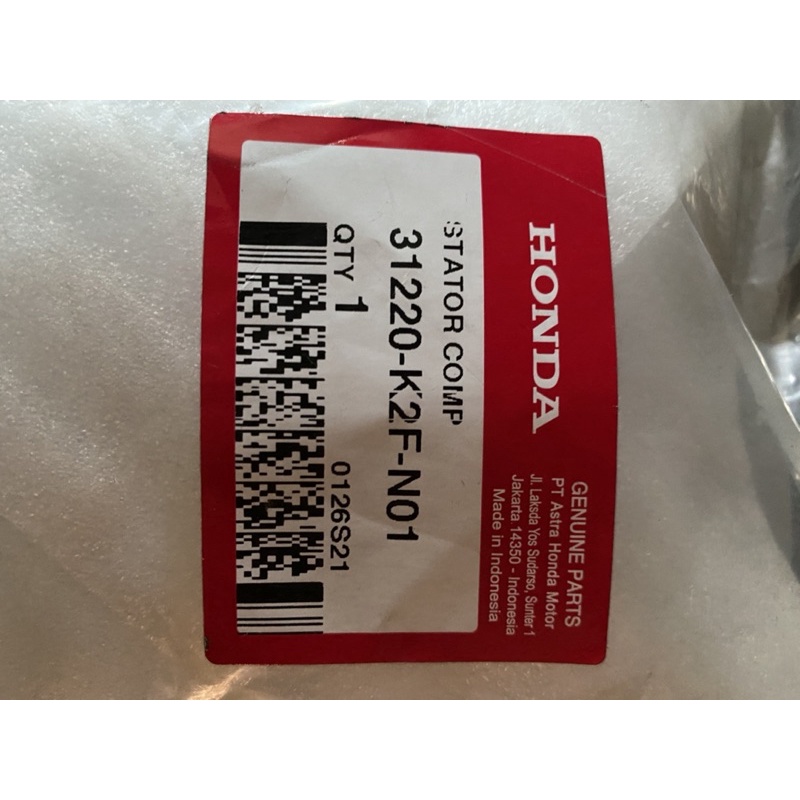 HONDA
GENUINE PARTS
PT Astra Honda Motor
Jl. Laksda Yos Sudarso, Sunter 1
Jakarta 14350 - Indonesia
Made in Indonesia
STATOR COMP
31220-K2F-N01
QTY 1
0126S21